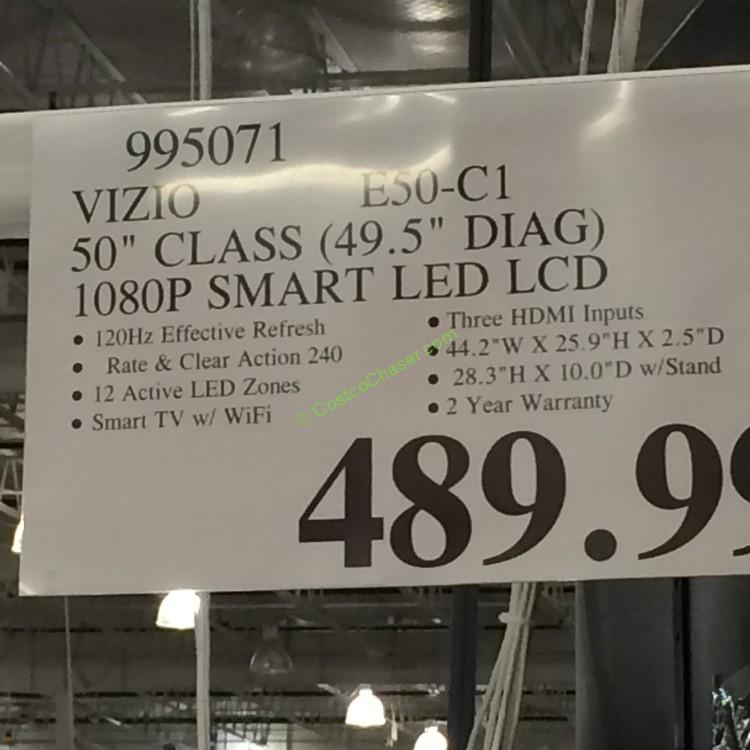 995071
VIZIO E50-C1
50" CLASS (49.5" DIAG)
1080P SMART LED LCD
• 120Hz Effective Refresh
• Rate & Clear Action 240
• 12 Active LED Zones
• Smart TV w/ WiFi
• Three HDMI Inputs
• 44.2"W X 25.9"H X 2.5"D
• 28.3"H X 10.0"D w/Stand
• 2 Year Warranty
© CostcoChaser.com
489.99